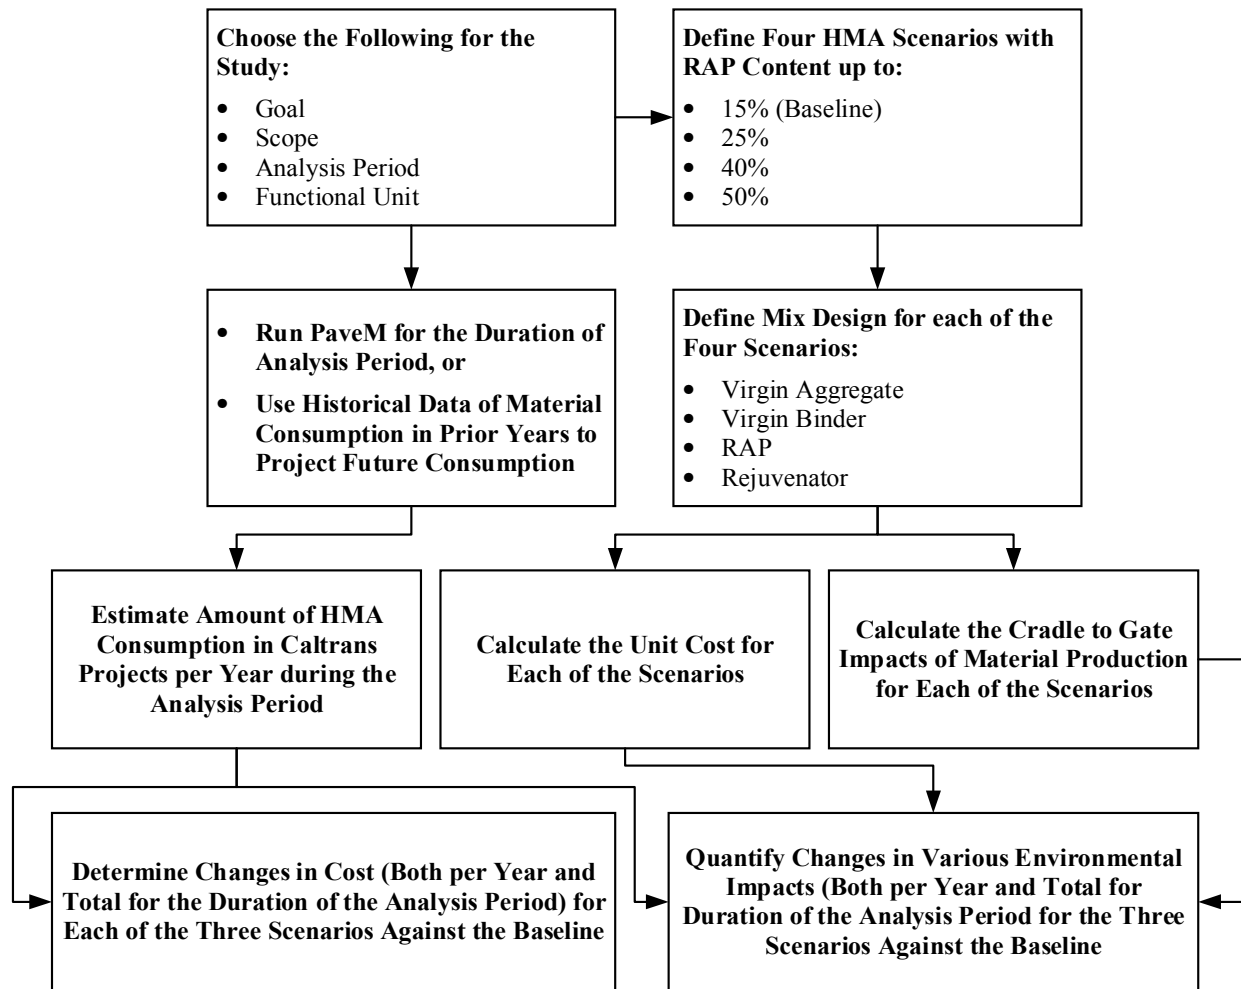 Choose the Following for the
Study:
• Goal
• Scope
• Analysis Period
• Functional Unit
Define Four HMA Scenarios with
RAP Content up to:
• 15% (Baseline)
• 25%
• 40%
• 50%
• Run PaveM for the Duration of
Analysis Period, or
• Use Historical Data of Material
Consumption in Prior Years to
Project Future Consumption
Define Mix Design for each of the
Four Scenarios:
• Virgin Aggregate
• Virgin Binder
• RAP
• Rejuvenator
Estimate Amount of HMA
Consumption in Caltrans
Projects per Year during the
Analysis Period
Calculate the Unit Cost for
Each of the Scenarios
Calculate the Cradle to Gate
Impacts of Material Production
for Each of the Scenarios
Determine Changes in Cost (Both per Year and
Total for the Duration of the Analysis Period) for
Each of the Three Scenarios Against the Baseline
Quantify Changes in Various Environmental
Impacts (Both per Year and Total for
Duration of the Analysis Period for the Three
Scenarios Against the Baseline